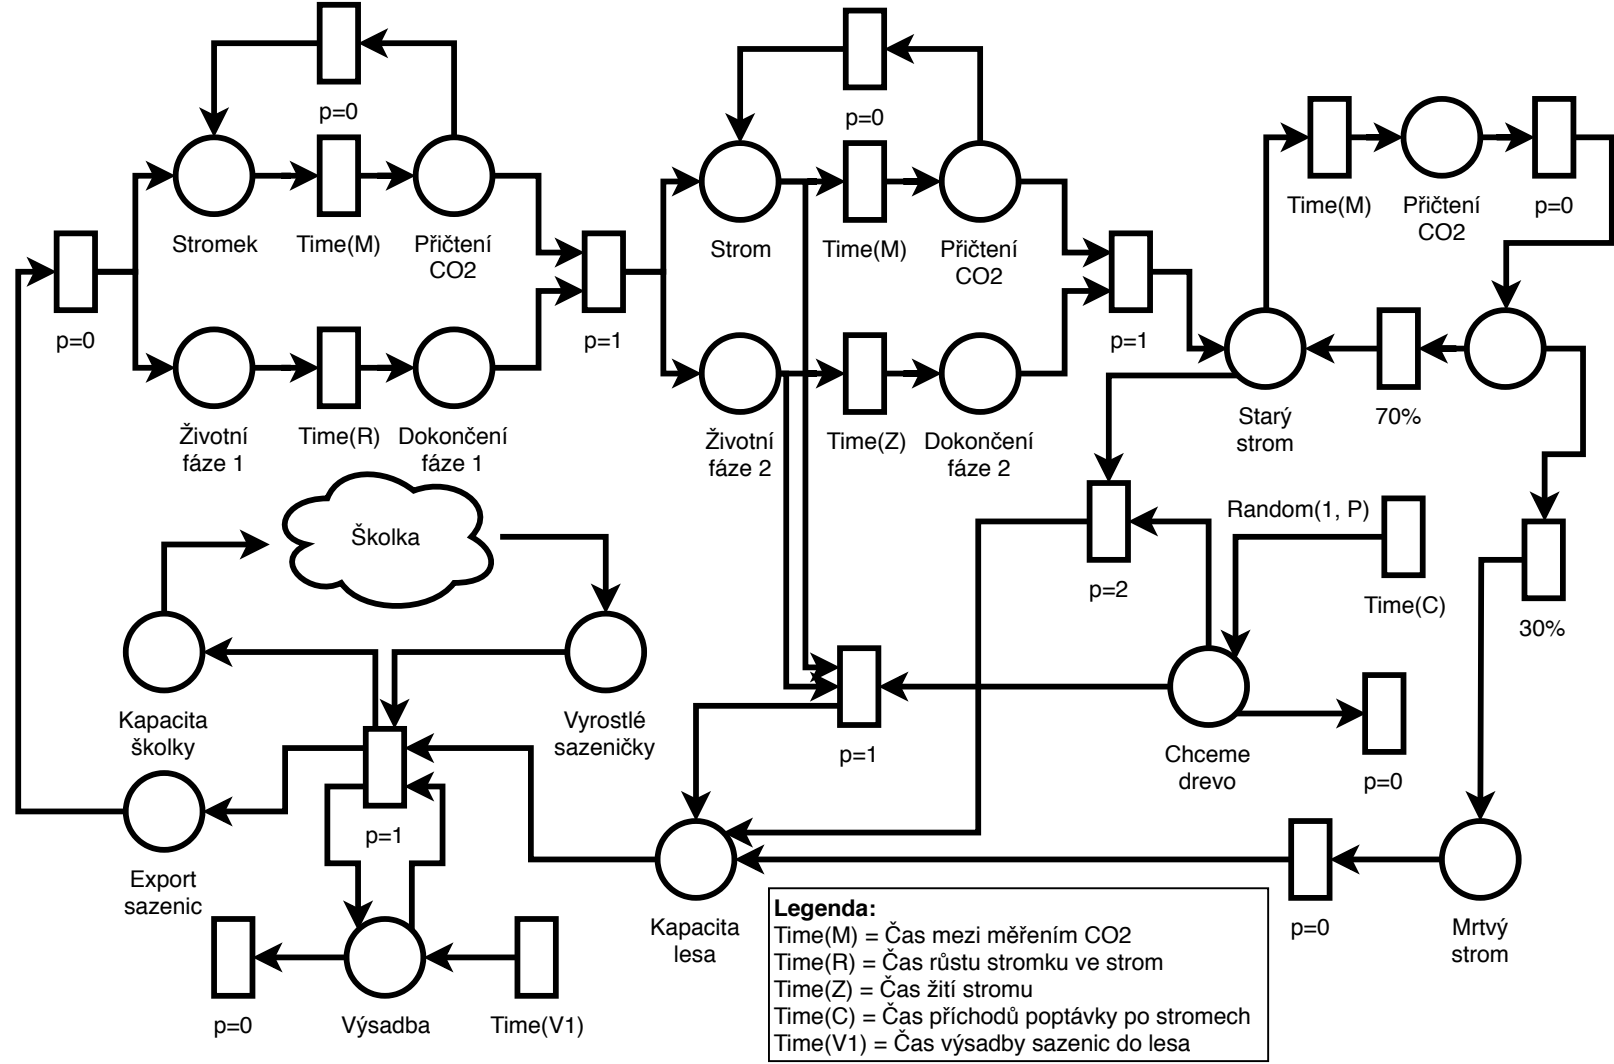 p=0
p=0
Stromek
Time(M)
Přičtení
CO2
Strom
Time(M)
Přičtení
CO2
Time(M)
Přičtení
CO2
p=0
p=0
p=1
p=1
Životní
fáze 1
Time(R)
Dokončení
fáze 1
Životní
fáze 2
Time(Z)
Dokončení
fáze 2
Starý
strom
70%
Školka
Random(1, P)
p=2
Time(C)
30%
Kapacita
školky
Vyrostlé
sazeničky
p=1
Chceme
drevo
p=0
p=1
Export
sazenic
Kapacita
lesa
p=0
Mrtvý
strom
p=0
Výsadba
Time(V1)
Legenda:
Time(M) = Čas mezi měřením CO2
Time(R) = Čas růstu stromku ve strom
Time(Z) = Čas žití stromu
Time(C) = Čas příchodů poptávky po stromech
Time(V1) = Čas výsadby sazenic do lesa